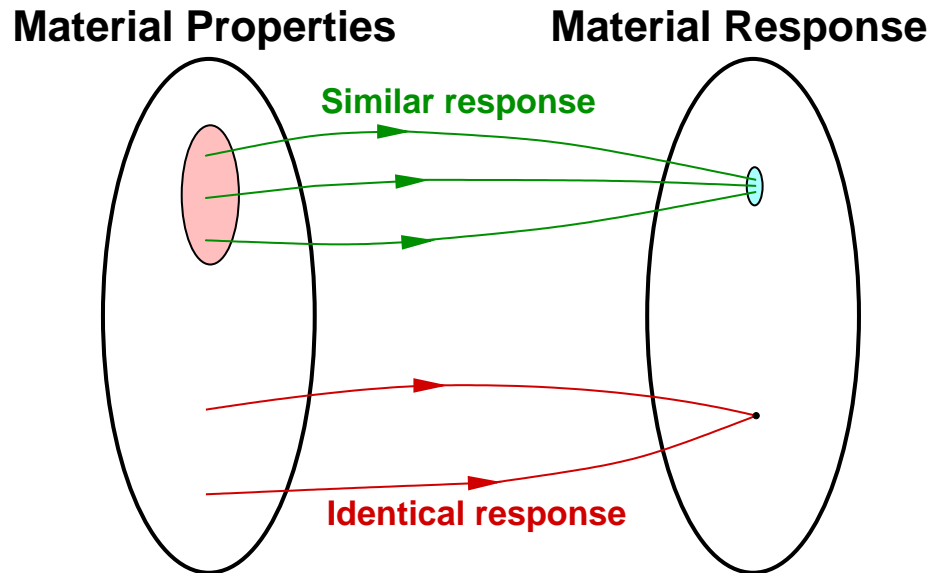 Material Properties
Material Response
Similar response
Identical response